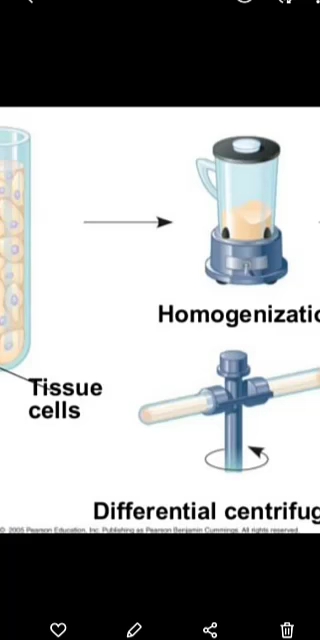 Homogenizatio
Tissue
cells
Differential centrifug
© 2005 Pearson Education, Inc. Publishing as Pearson Benjamin Cummings. All rights reserved.